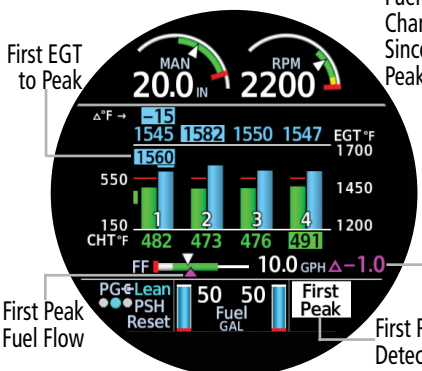 Fuel
Chan
Since
Peak
First EGT
to Peak
MAN
20.0 IN
RPM
2200
△°F →
-15
1545 1582 1550 1547 EGT°F
1560
1700
550
1450
150
1 2 3 4
1200
CHT°F 482 473 476 491
FF
10.0 GPH △-1.0
First Peak
Fuel Flow
PG
Lean
PSH
Reset
50 50
Fuel
GAL
First
Peak
First P
Detec